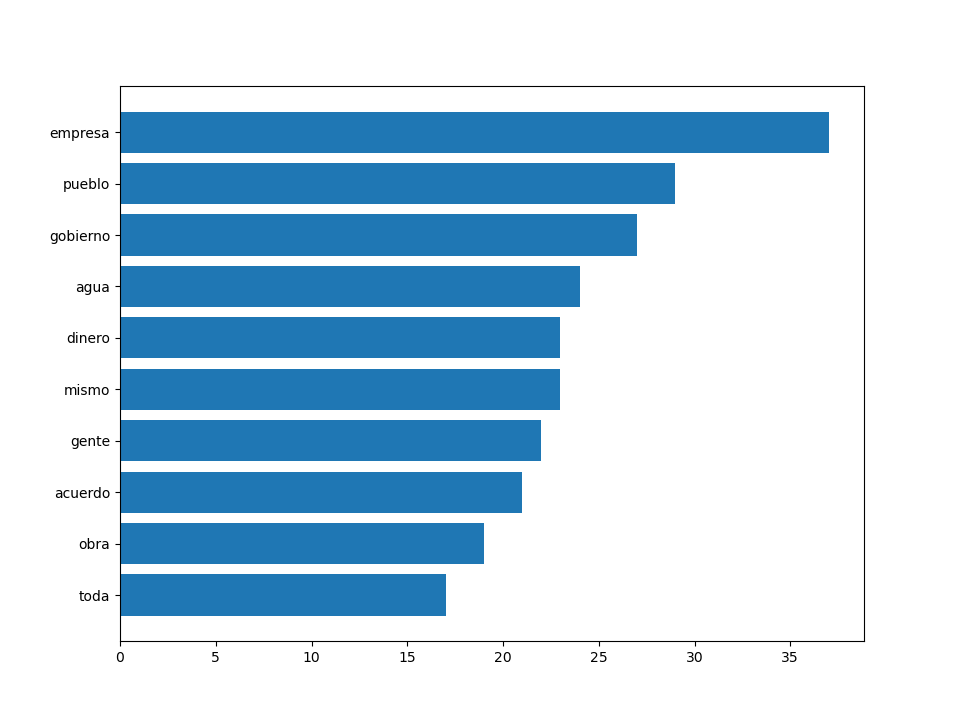 empresa
pueblo
gobierno
agua
dinero
mismo
gente
acuerdo
obra
toda
0 5 10 15 20 25 30 35